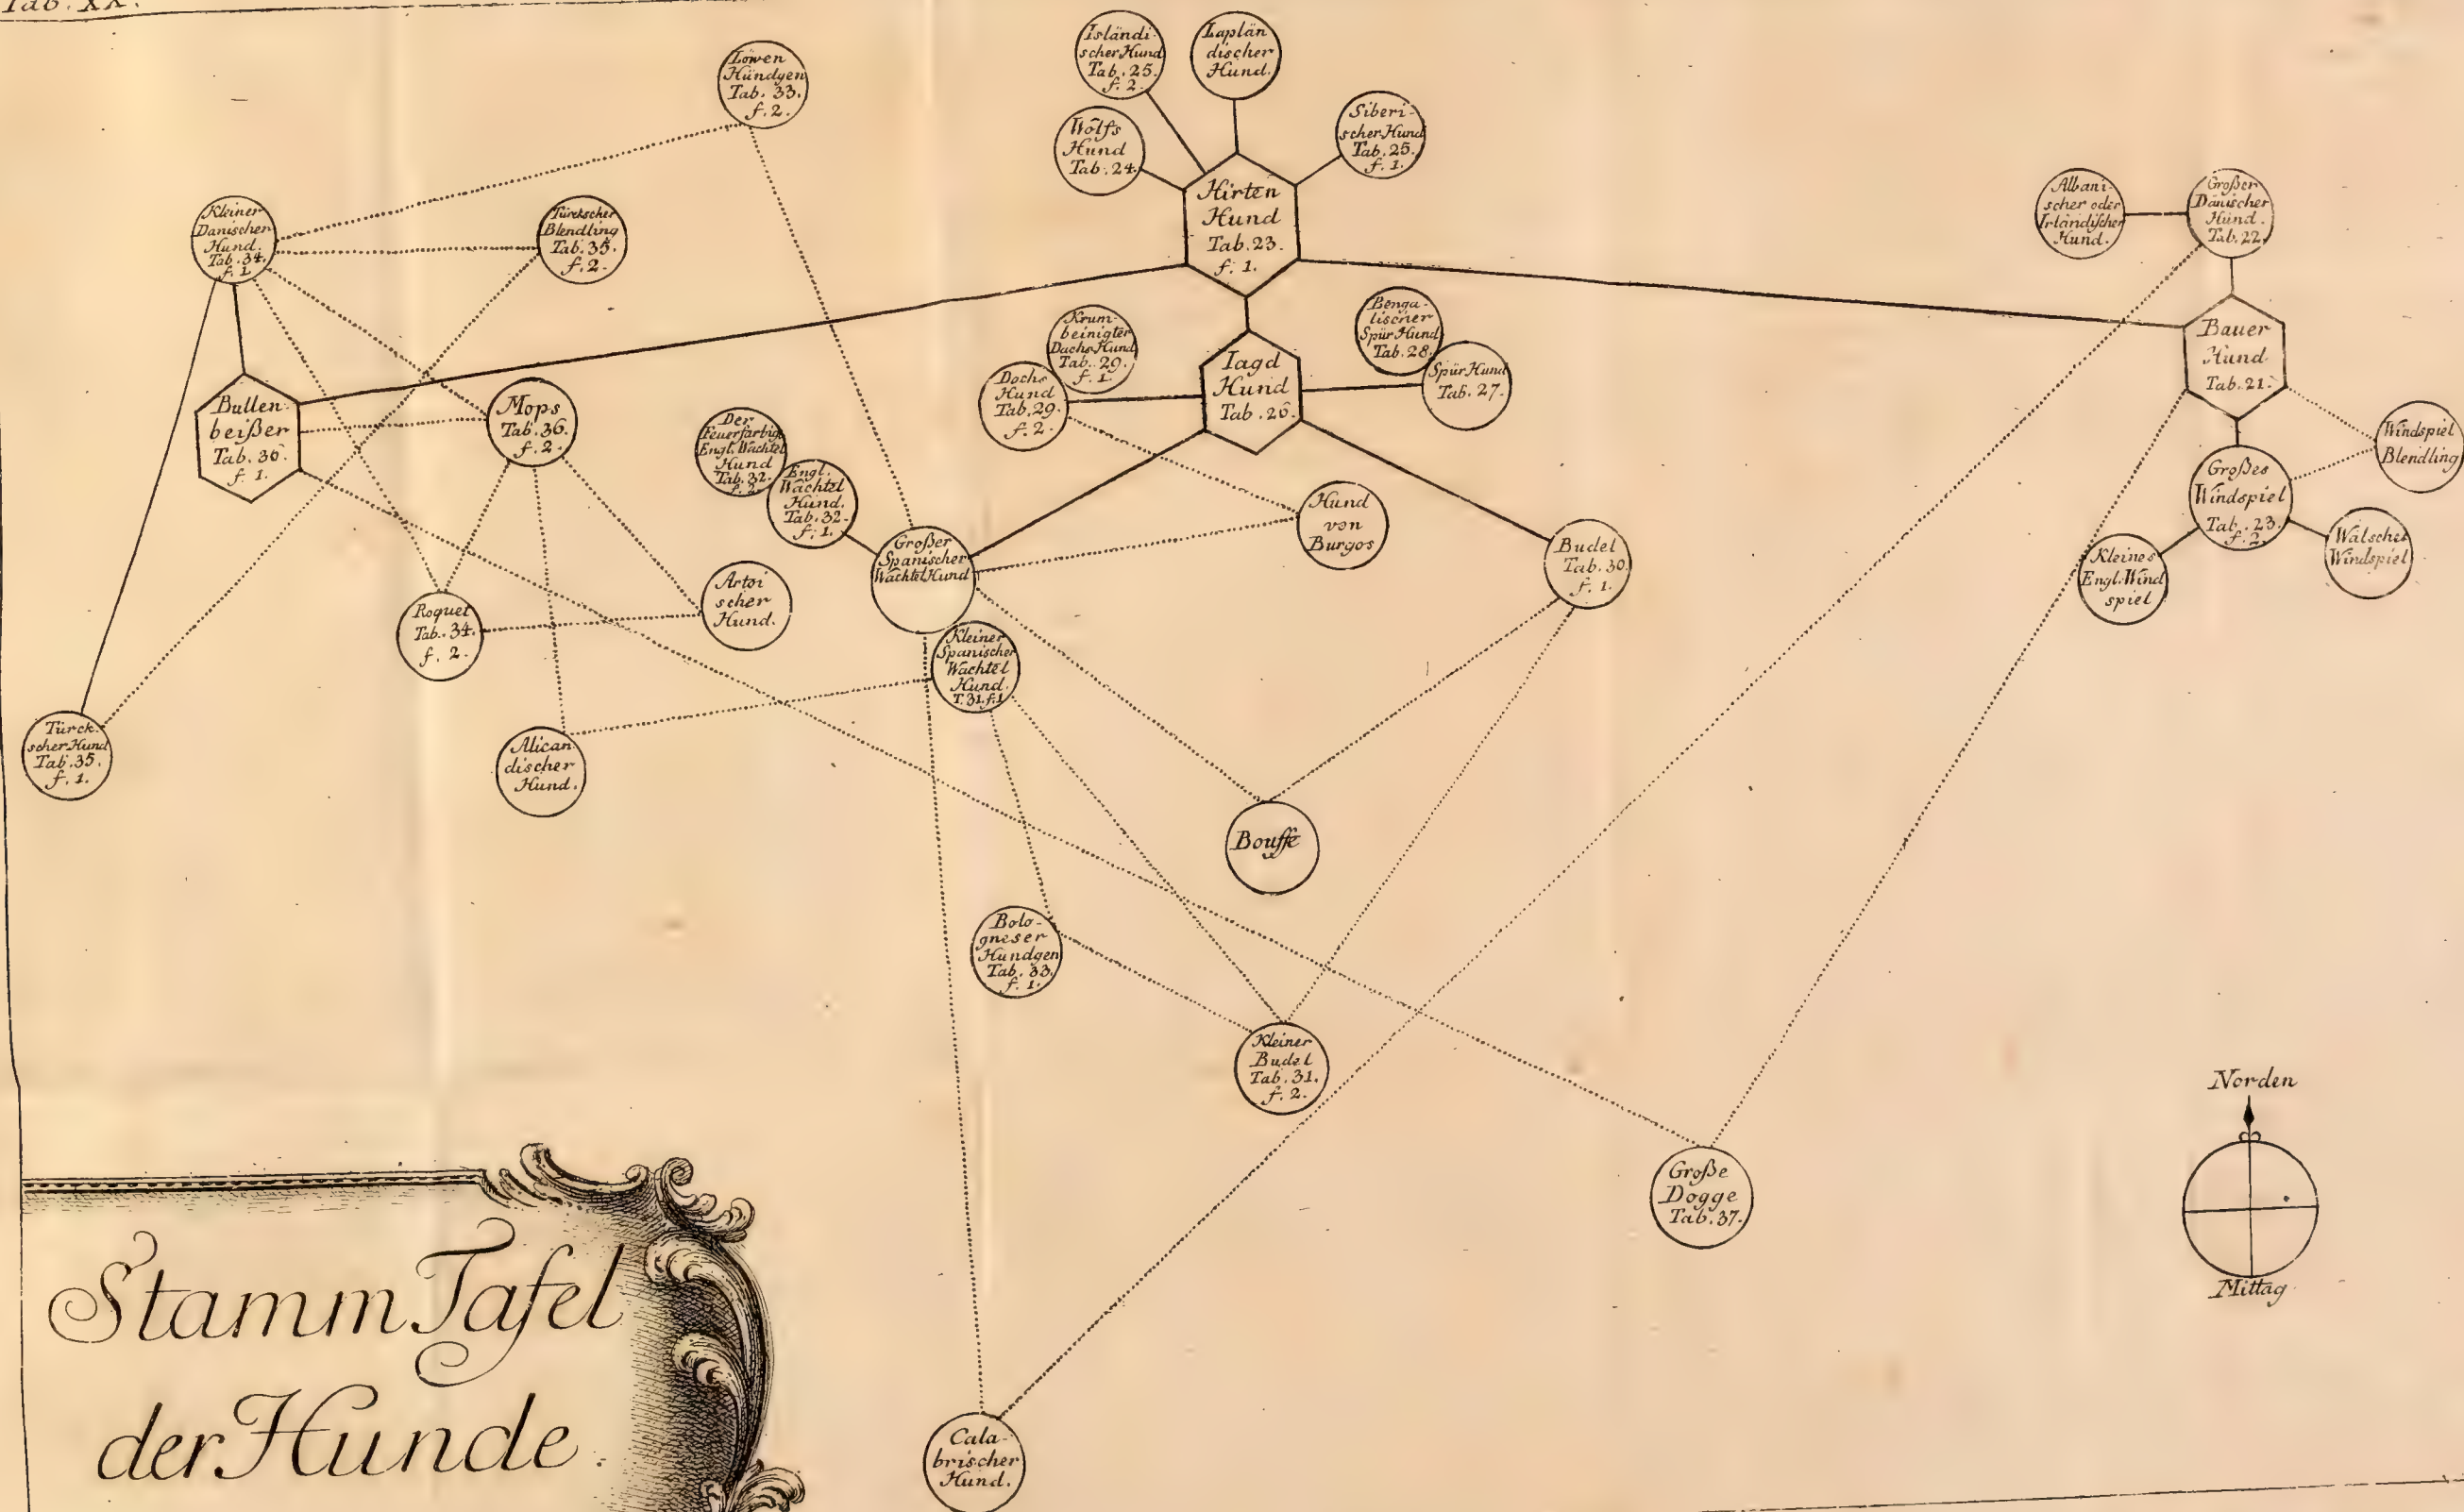 Tab. XX.
Löwen
Hündgen
Tab. 33.
f. 2.
Isländi-
scher Hund
Tab. 25.
f. 2.
Laplän
discher
Hund.
Wolfs
Hund
Tab. 24.
Siberi-
scher Hund
Tab. 25.
f. 1.
Hirten
Hund
Tab. 23.
f. 1.
Albani-
scher oder
Irländischer
Hund.
Großer
Dänischer
Hund.
Tab. 22.
Kleiner
Danischer
Hund.
Tab. 34.
f. 1
Türckscher
Blendling
Tab. 35.
f. 2.
Krum-
beinigter
Dachs Hund
Tab. 29.
f. 1.
Dachs
Hund
Tab. 29.
f. 2.
Iagd
Hund
Tab. 26.
Benga-
lischer
Spür Hund
Tab. 28.
Spür Hund
Tab. 27.
Bauer
Hund
Tab. 21.
Bullen-
beißer
Tab. 36.
f. 1.
Mops
Tab. 36.
f. 2.
Der
Feuerfarbige
Engl. Wachtel
Hund
Tab. 32.
f. 2.
Engl.
Wachtel
Hund.
Tab. 32.
f. 1.
Großer
Spanischer
Wachtel Hund
Hund
von
Burgos
Budel
Tab. 30.
f. 1.
Windspiel
Blendling
Großes
Windspiel
Tab. 23.
f. 2.
Kleines
Engl. Wind
spiel
Wälsches
Windspiel
Roquet
Tab. 34.
f. 2.
Artoi
scher
Hund.
Kleiner
Spanischer
Wachtel
Hund.
T. 31. f. 1
Türck-
scher Hund
Tab. 35.
f. 1.
Alican
discher
Hund.
Bouffe
Bolo-
gneser
Hundgen
Tab. 33.
f. 1.
Kleiner
Budel
Tab. 31.
f. 2.
Große
Dogge
Tab. 37.
Norden
Mittag
Cala-
brischer
Hund.
Stamm Tafel
der Hunde.